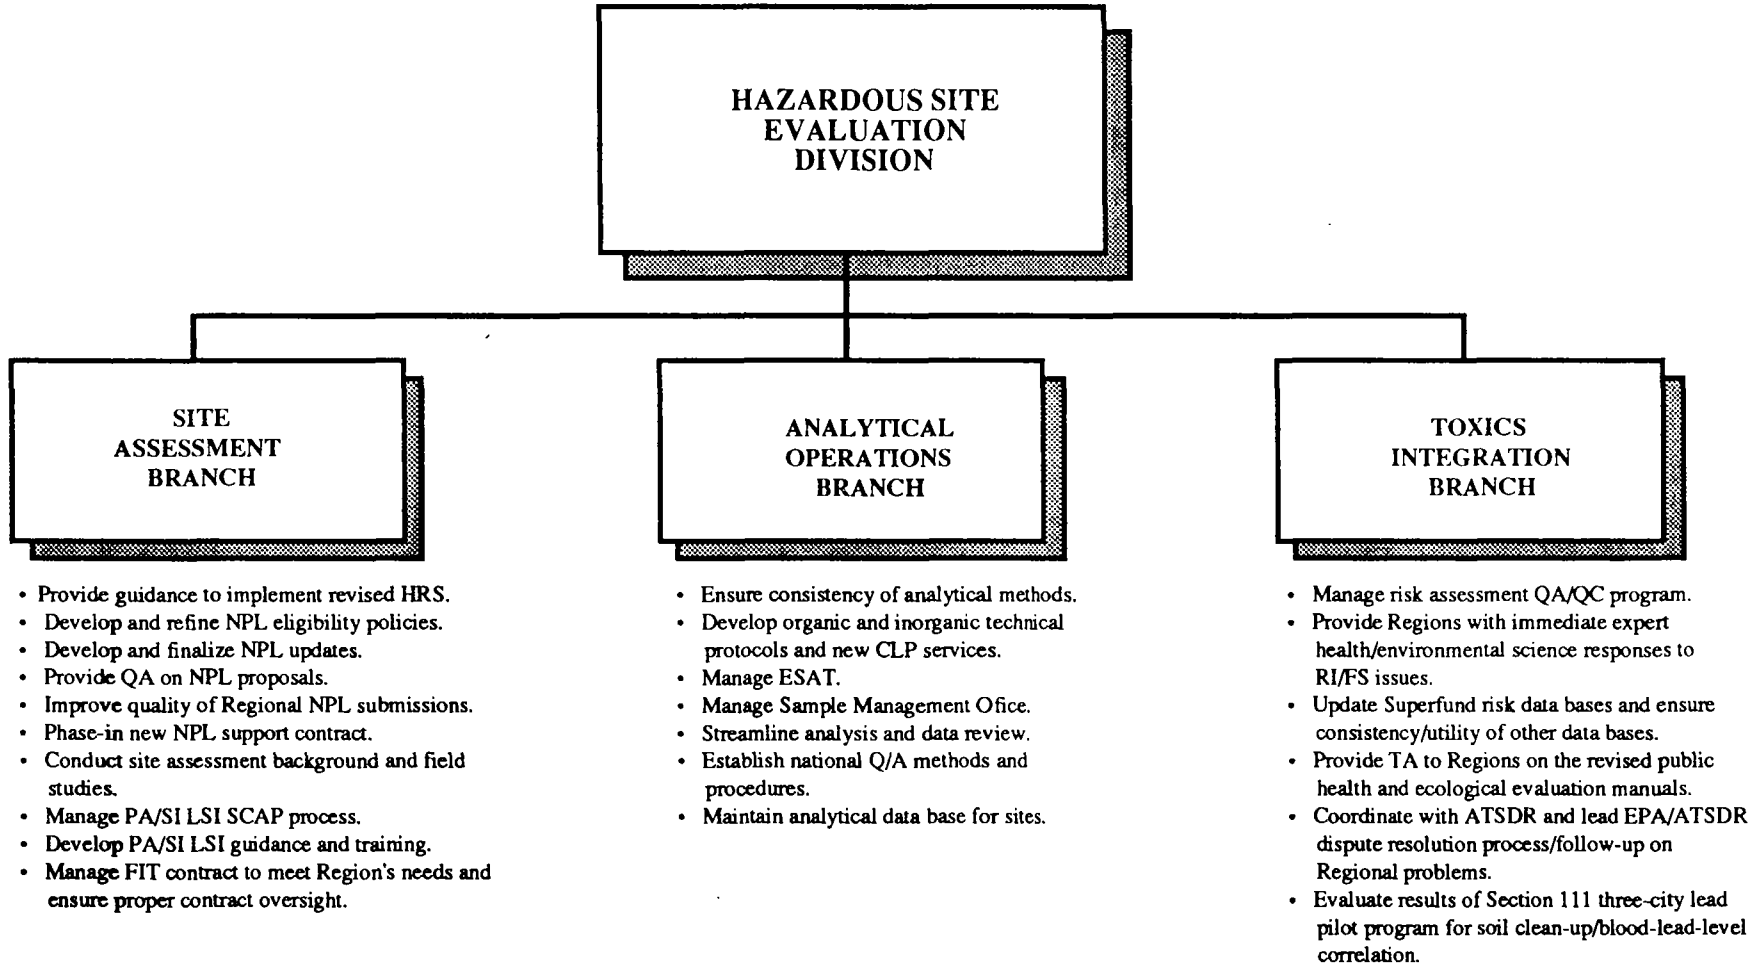 HAZARDOUS SITE
EVALUATION
DIVISION
SITE
ASSESSMENT
BRANCH
• Provide guidance to implement revised HRS.
• Develop and refine NPL eligibility policies.
• Develop and finalize NPL updates.
• Provide QA on NPL proposals.
• Improve quality of Regional NPL submissions.
• Phase-in new NPL support contract.
• Conduct site assessment background and field
studies.
• Manage PA/SI LSI SCAP process.
• Develop PA/SI LSI guidance and training.
• Manage FIT contract to meet Region's needs and
ensure proper contract oversight.
ANALYTICAL
OPERATIONS
BRANCH
• Ensure consistency of analytical methods.
• Develop organic and inorganic technical
protocols and new CLP services.
• Manage ESAT.
• Manage Sample Management Ofice.
• Streamline analysis and data review.
• Establish national Q/A methods and
procedures.
• Maintain analytical data base for sites.
TOXICS
INTEGRATION
BRANCH
• Manage risk assessment QA/QC program.
• Provide Regions with immediate expert
health/environmental science responses to
RI/FS issues.
• Update Superfund risk data bases and ensure
consistency/utility of other data bases.
• Provide TA to Regions on the revised public
health and ecological evaluation manuals.
• Coordinate with ATSDR and lead EPA/ATSDR
dispute resolution process/follow-up on
Regional problems.
• Evaluate results of Section 111 three-city lead
pilot program for soil clean-up/blood-lead-level
correlation.